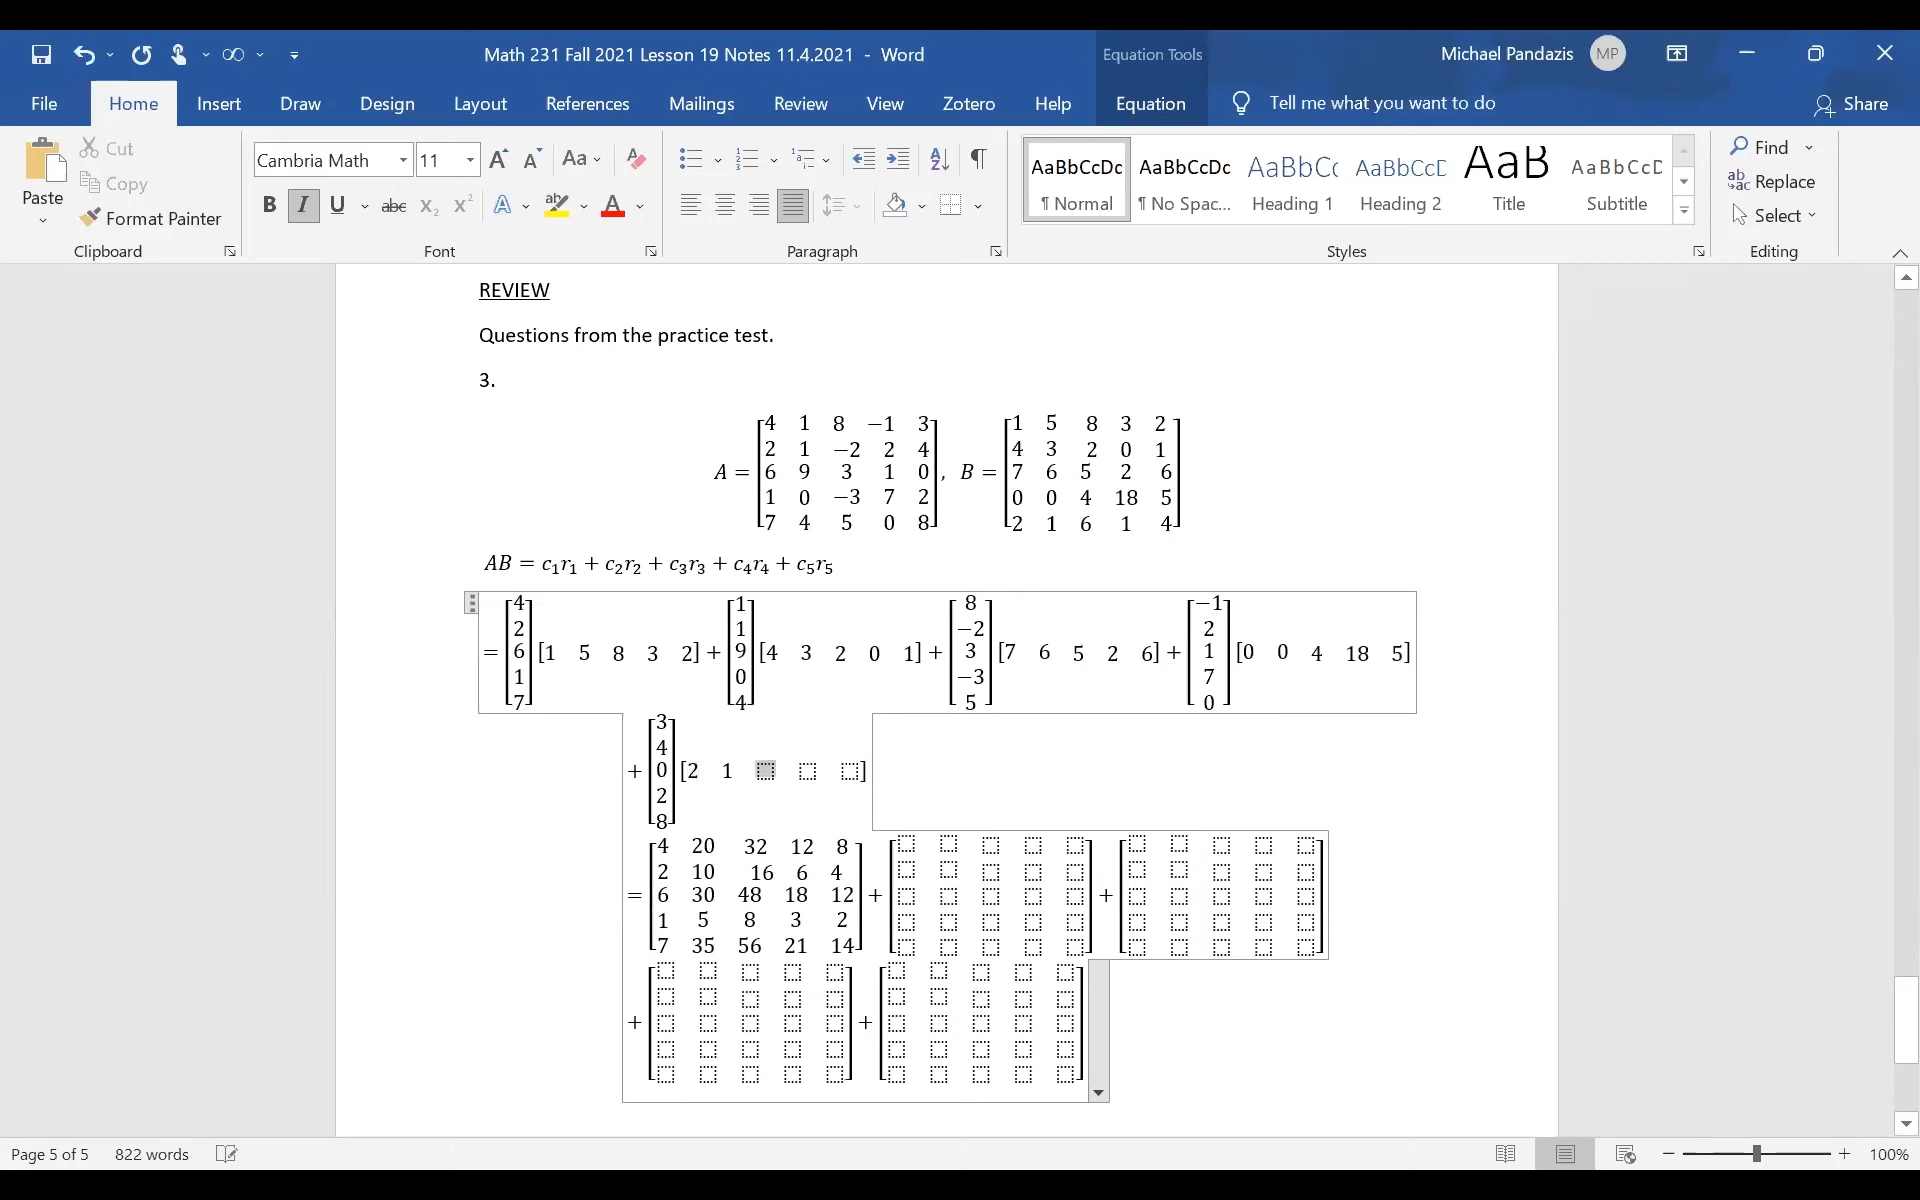 Math 231 Fall 2021 Lesson 19 Notes 11.4.2021 - Word
Equation Tools
Michael Pandazis
MP
File Home Insert Draw Design Layout References Mailings Review View Zotero Help Equation Tell me what you want to do Share
Paste
Cut
Copy
Format Painter
Clipboard
Cambria Math 11 A A Aa A
B I U abc X₂ X² A ab A
Font
Paragraph
AaBbCcDc AaBbCcDc AaBbCc AaBbCcD AaB AaBbCcD
¶ Normal ¶ No Spac... Heading 1 Heading 2 Title Subtitle
Styles
Find
Replace
Select
Editing
REVIEW
Questions from the practice test.
3.
A = [4 1 8 −1 3
2 1 −2 2 4
6 9 3 1 0
1 0 −3 7 2
7 4 5 0 8], B = [1 5 8 3 2
4 3 2 0 1
7 6 5 2 6
0 0 4 18 5
2 1 6 1 4]
AB = c₁r₁ + c₂r₂ + c₃r₃ + c₄r₄ + c₅r₅
= [4 2 6 1 7] [1 5 8 3 2] + [1 1 9 0 4] [4 3 2 0 1] + [8 −2 3 −3 5] [7 6 5 2 6] + [−1 2 1 7 0] [0 0 4 18 5]
+ [3 4 0 2 8] [2 1 ]
= [4 20 32 12 8
2 10 16 6 4
6 30 48 18 12
1 5 8 3 2
7 35 56 21 14] + [ ] + [ ]
+ [ ] + [ ]
Page 5 of 5 822 words 100%